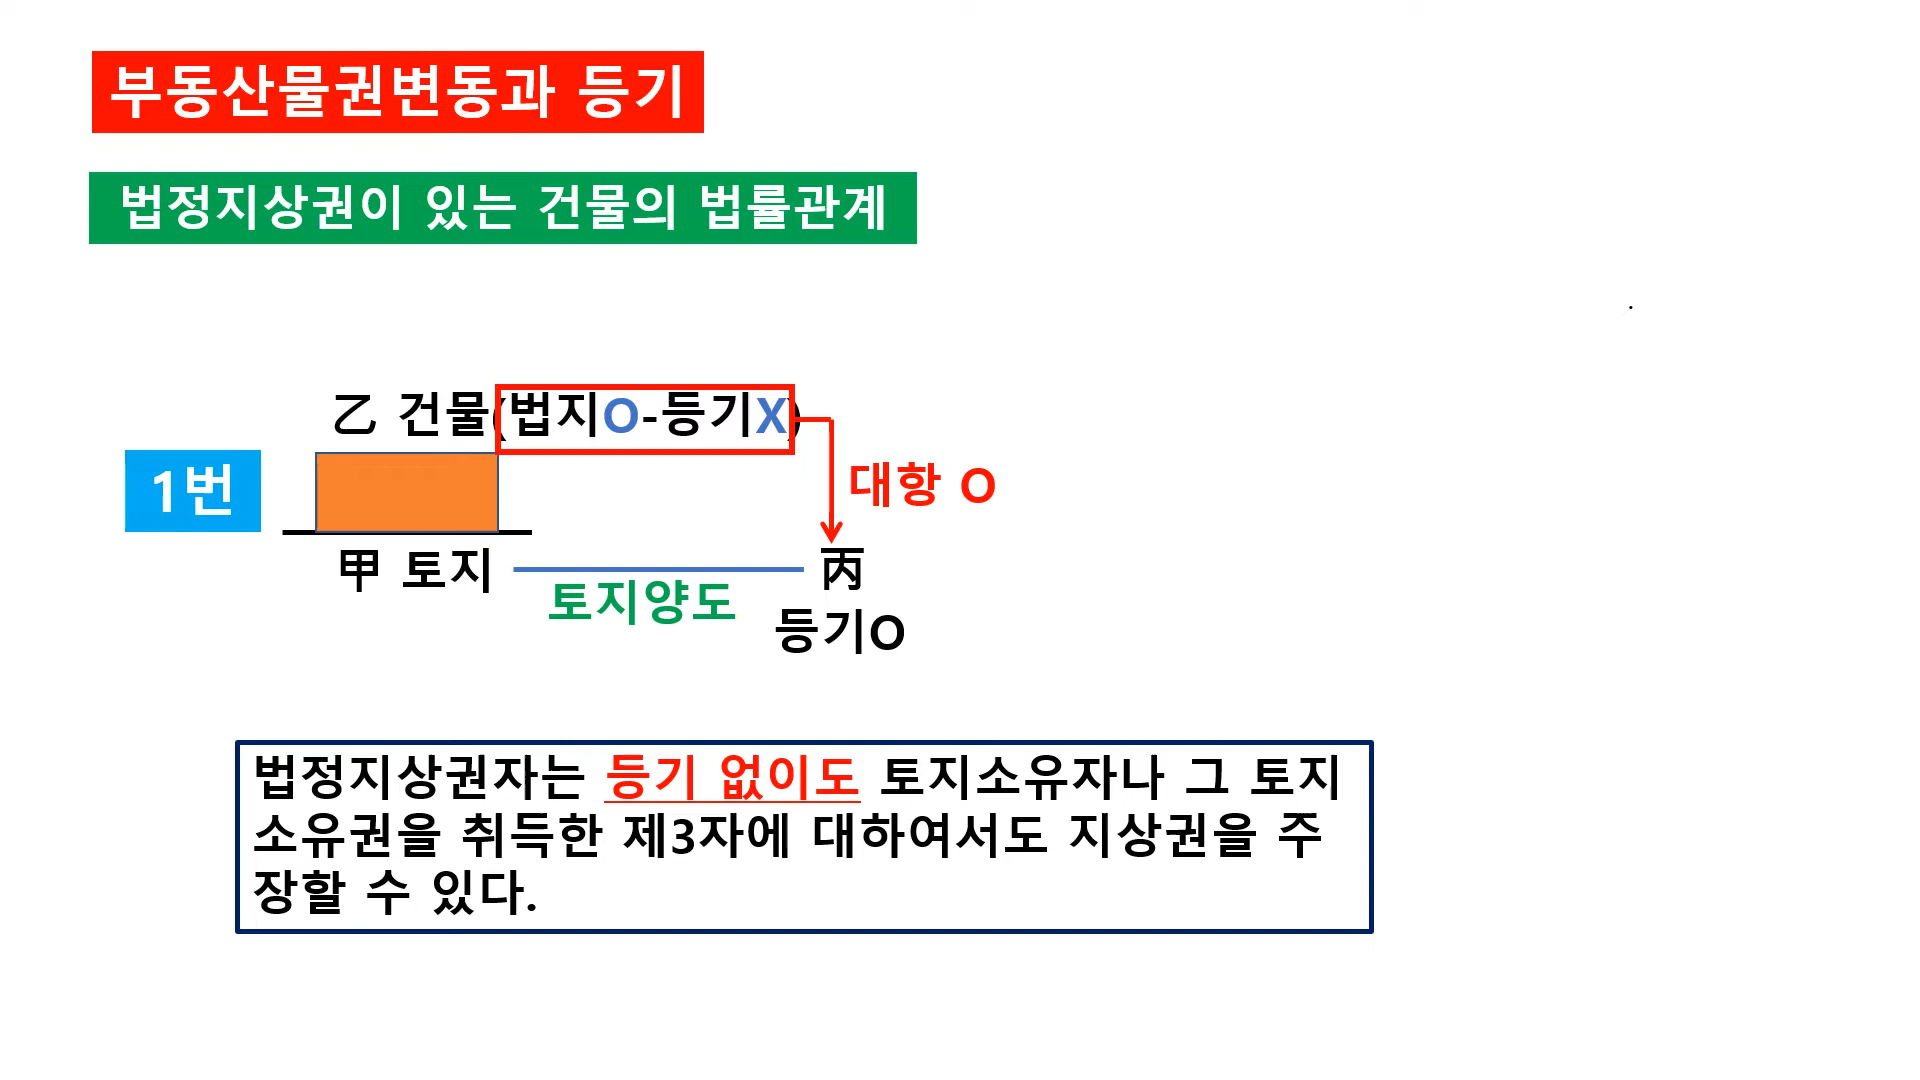 부동산물권변동과 등기
법정지상권이 있는 건물의 법률관계
乙 건물(법지O-등기X)
1번
대항 O
甲 토지
丙
토지양도
등기O
법정지상권자는 등기 없이도 토지소유자나 그 토지
소유권을 취득한 제3자에 대하여서도 지상권을 주
장할 수 있다.